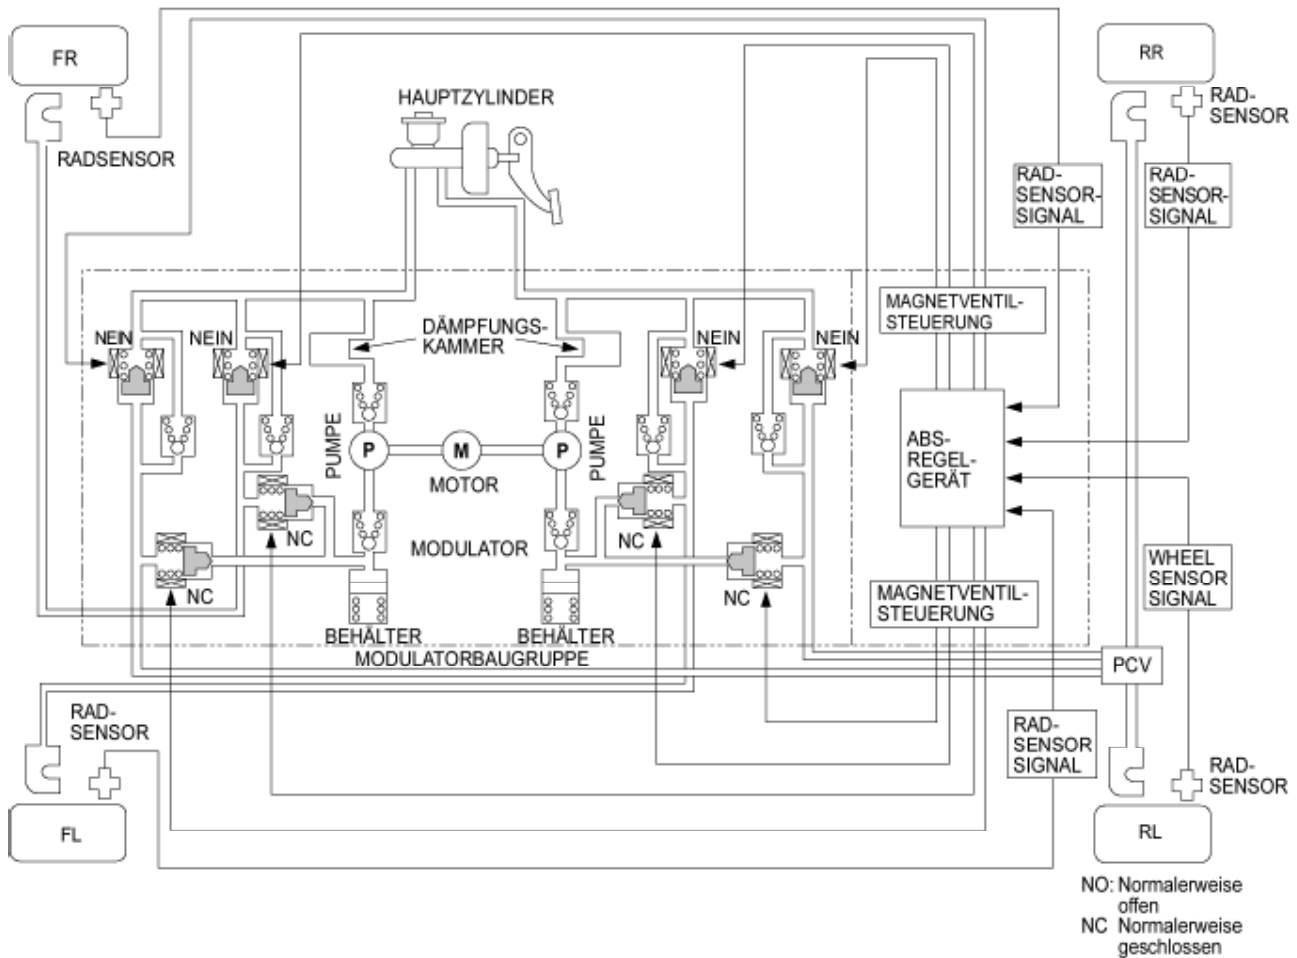 FR
RADSENSOR
HAUPTZYLINDER
RR
RAD-
SENSOR
RAD-
SENSOR-
SIGNAL
RAD-
SENSOR-
SIGNAL
MAGNETVENTIL-
STEUERUNG
NEIN
NEIN
DÄMPFUNGS-
KAMMER
NEIN
NEIN
PUMPE
P
M
P
PUMPE
MOTOR
ABS-
REGEL-
GERÄT
NC
MODULATOR
NC
NC
NC
WHEEL
SENSOR
SIGNAL
MAGNETVENTIL-
STEUERUNG
BEHÄLTER
BEHÄLTER
MODULATORBAUGRUPPE
PCV
RAD-
SENSOR
RAD-
SENSOR
SIGNAL
RAD-
SENSOR
FL
RL
NO: Normalerweise
offen
NC Normalerweise
geschlossen